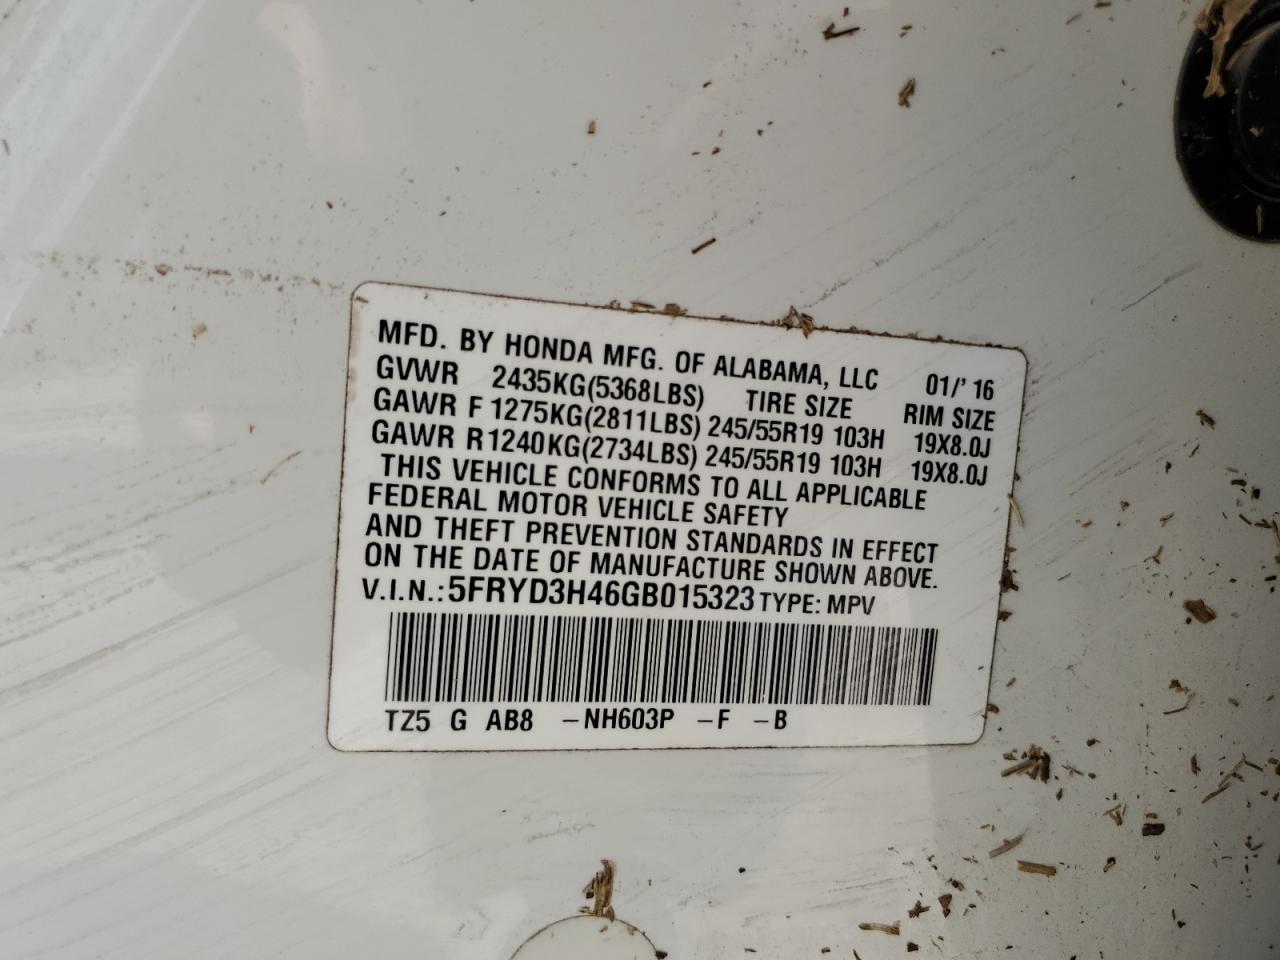 MFD. BY HONDA MFG. OF ALABAMA, LLC 01/'16
GVWR 2435KG(5368LBS) TIRE SIZE RIM SIZE
GAWR F 1275KG(2811LBS) 245/55R19 103H 19X8.0J
GAWR R 1240KG(2734LBS) 245/55R19 103H 19X8.0J
THIS VEHICLE CONFORMS TO ALL APPLICABLE
FEDERAL MOTOR VEHICLE SAFETY
AND THEFT PREVENTION STANDARDS IN EFFECT
ON THE DATE OF MANUFACTURE SHOWN ABOVE.
V.I.N.: 5FRYD3H46GB015323 TYPE: MPV
TZ5 G AB8 –NH603P –F –B